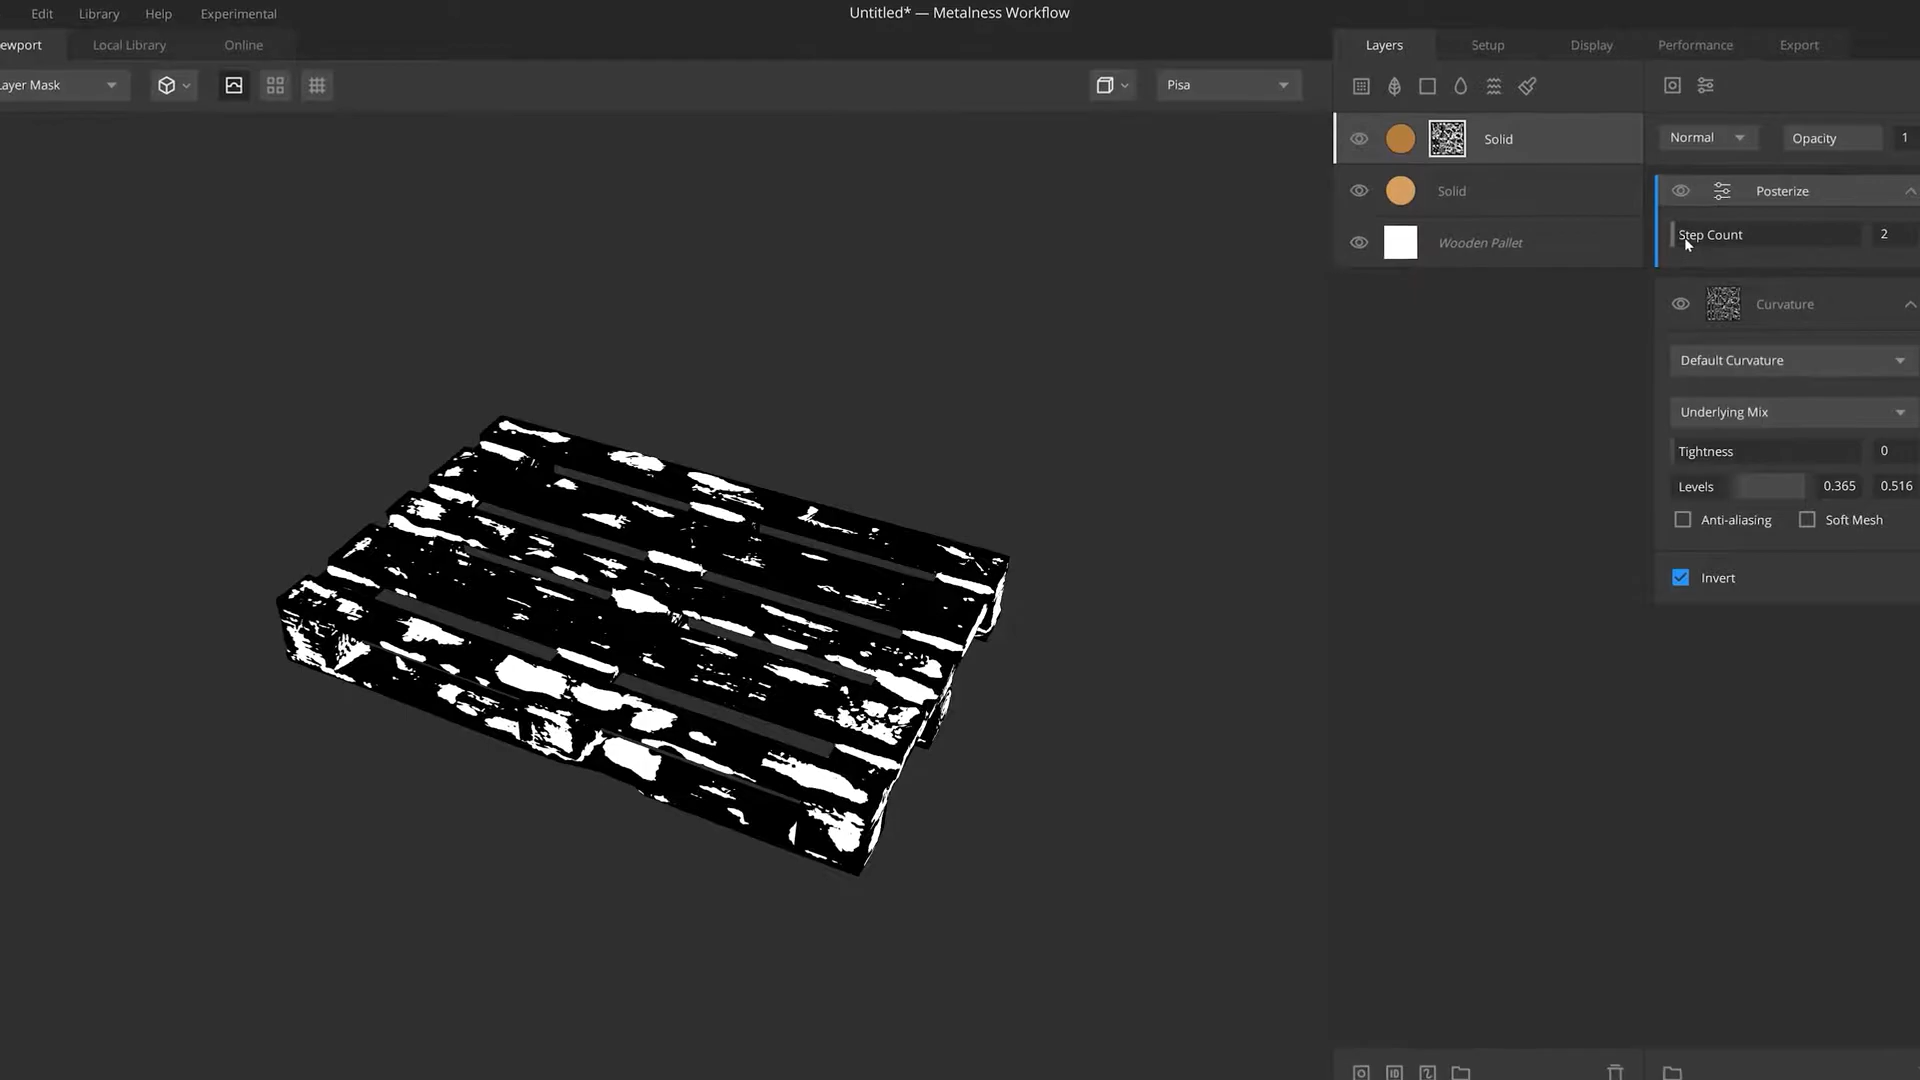 Edit Library Help Experimental
Untitled* — Metalness Workflow
ewport Local Library Online
Layers Setup Display Performance Export
ayer Mask
Pisa
Solid
Normal Opacity 1
Solid
Posterize
Step Count 2
Wooden Pallet
Curvature
Default Curvature
Underlying Mix
Tightness 0
Levels 0.365 0.516
Anti-aliasing Soft Mesh
Invert
ID